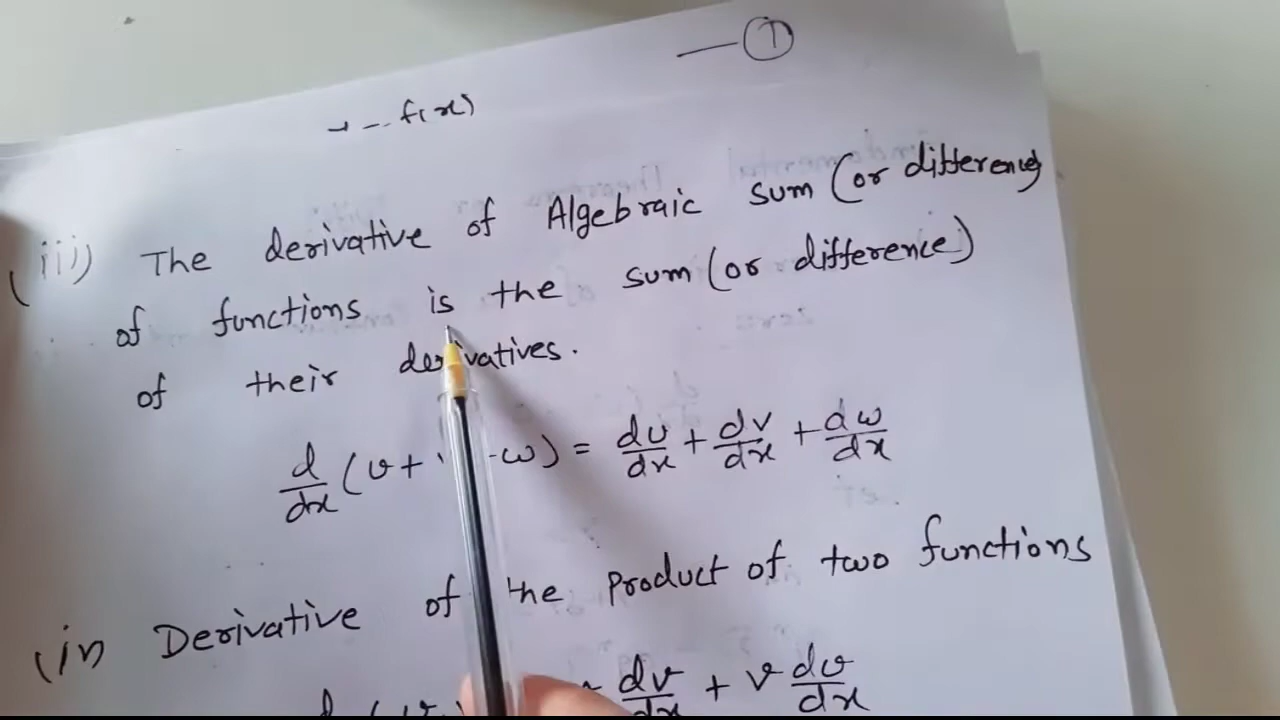 — ①
f(x)
(iii) The derivative of Algebraic sum (or difference)
of functions is the sum (or difference)
of their derivatives.
d/dx (u + w) = du/dx + dv/dx + dw/dx
(iv) Derivative of the product of two functions
d dv/dx + v du/dx